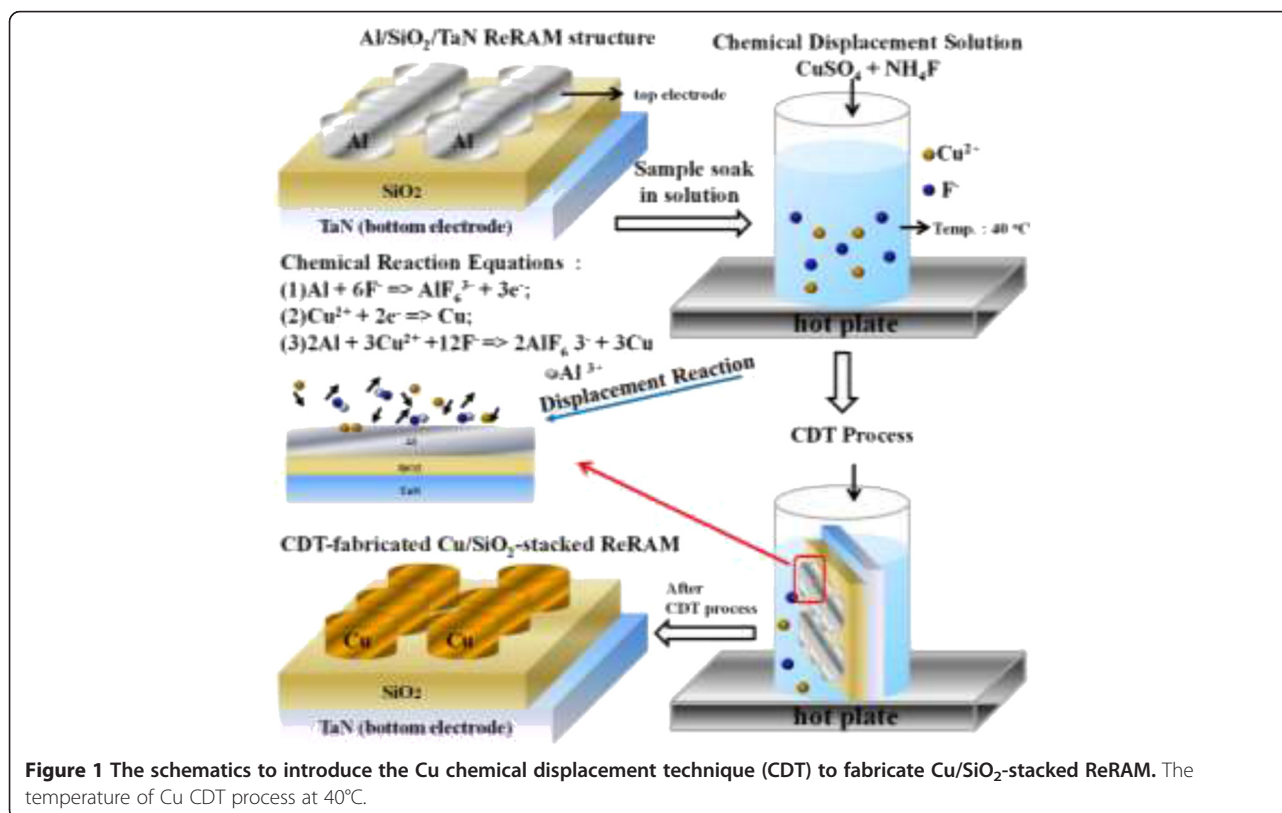 Al/SiO₂/TaN ReRAM structure
top electrode
Al
Al
SiO₂
TaN (bottom electrode)
Chemical Displacement Solution
CuSO₄ + NH₄F
Cu²⁺
F⁻
Temp. : 40 °C
hot plate
Sample soak
in solution
Chemical Reaction Equations :
(1)Al + 6F⁻ => AlF₆³⁻ + 3e⁻;
(2)Cu²⁺ + 2e⁻ => Cu;
(3)2Al + 3Cu²⁺ +12F⁻ => 2AlF₆ 3⁻ + 3Cu
Al ³⁺
Displacement Reaction
Al
SiO2
TaN
CDT Process
hot plate
After
CDT process
CDT-fabricated Cu/SiO₂-stacked ReRAM
Cu
Cu
SiO₂
TaN (bottom electrode)
Figure 1 The schematics to introduce the Cu chemical displacement technique (CDT) to fabricate Cu/SiO₂-stacked ReRAM. The
temperature of Cu CDT process at 40°C.